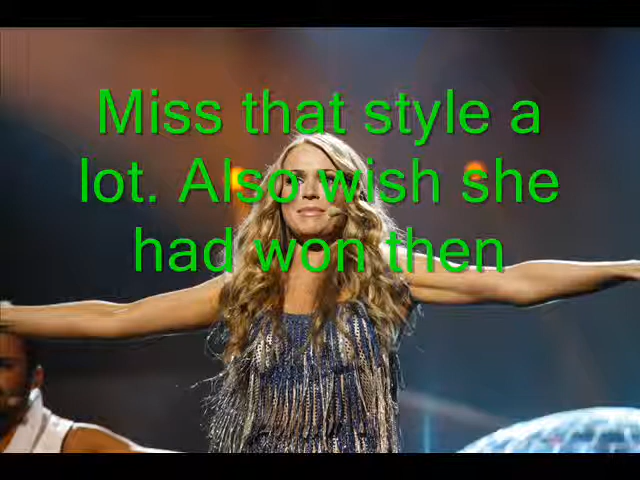 Miss that style a
lot. Also wish she
had won then